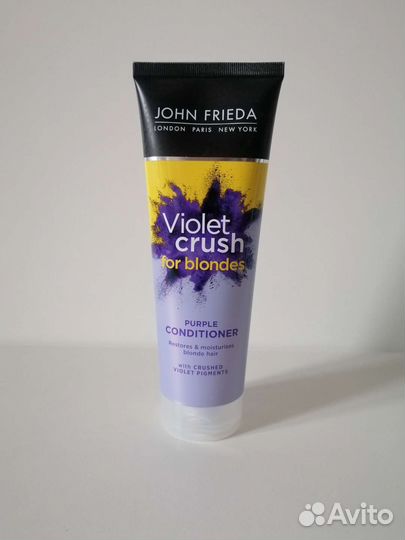 JOHN FRIEDA
LONDON PARIS NEW YORK
Violet
crush
for blondes
PURPLE
CONDITIONER
Restores & moisturises
blonde hair
with CRUSHED
VIOLET PIGMENTS
Avito